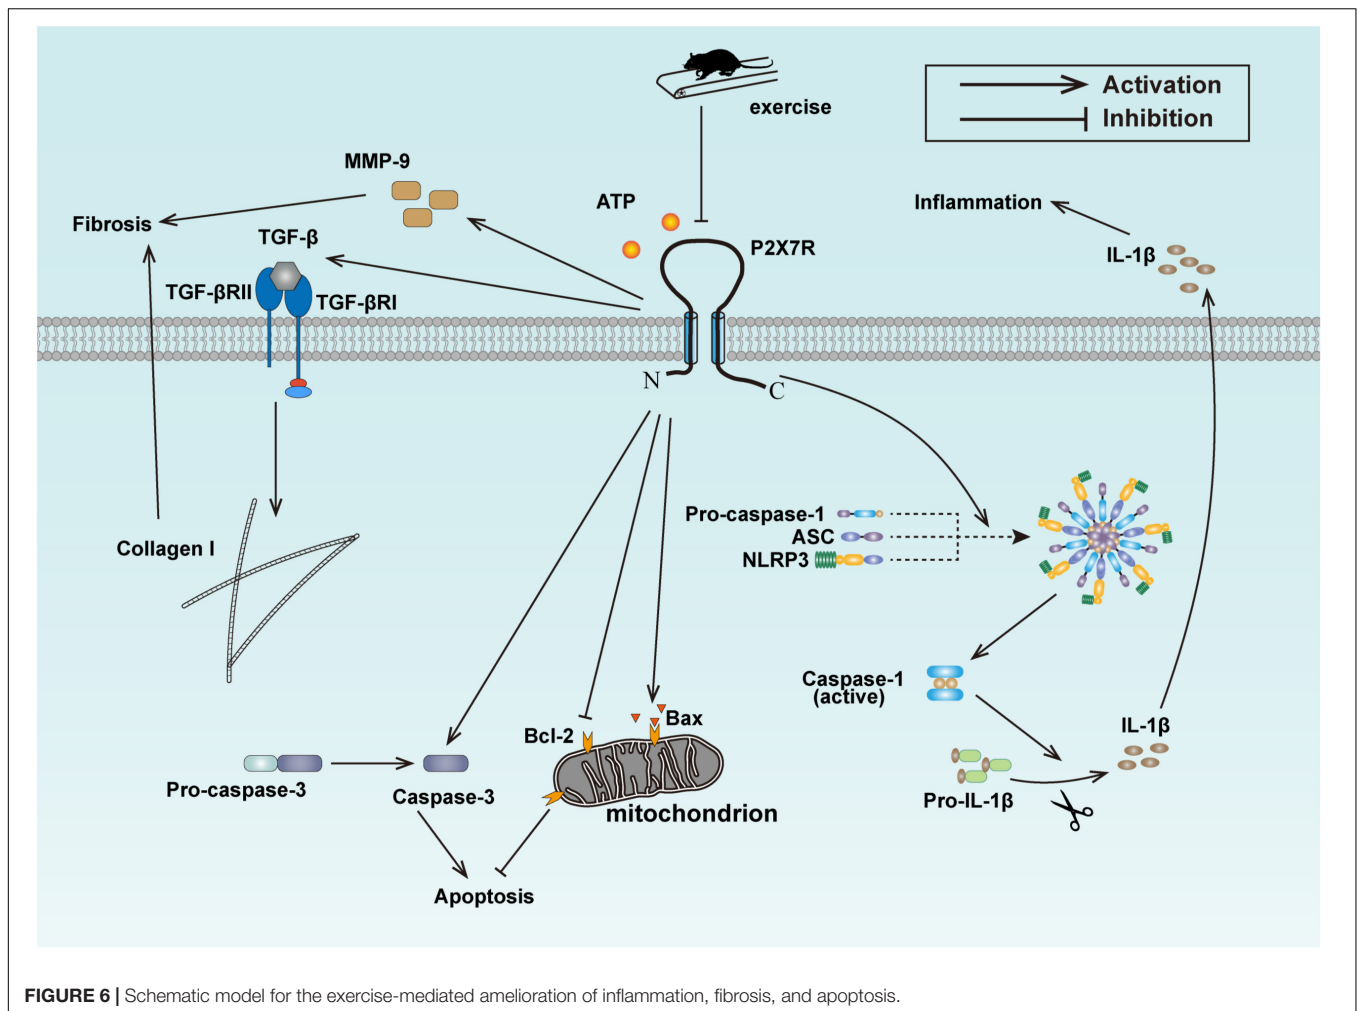 exercise
Activation
Inhibition
MMP-9
ATP
Inflammation
Fibrosis
TGF-β
P2X7R
IL-1β
TGF-βRII
TGF-βRI
N
C
Pro-caspase-1
ASC
NLRP3
Collagen I
Caspase-1
(active)
Bax
Bcl-2
IL-1β
Pro-caspase-3
Caspase-3
mitochondrion
Pro-IL-1β
Apoptosis
FIGURE 6 | Schematic model for the exercise-mediated amelioration of inflammation, fibrosis, and apoptosis.